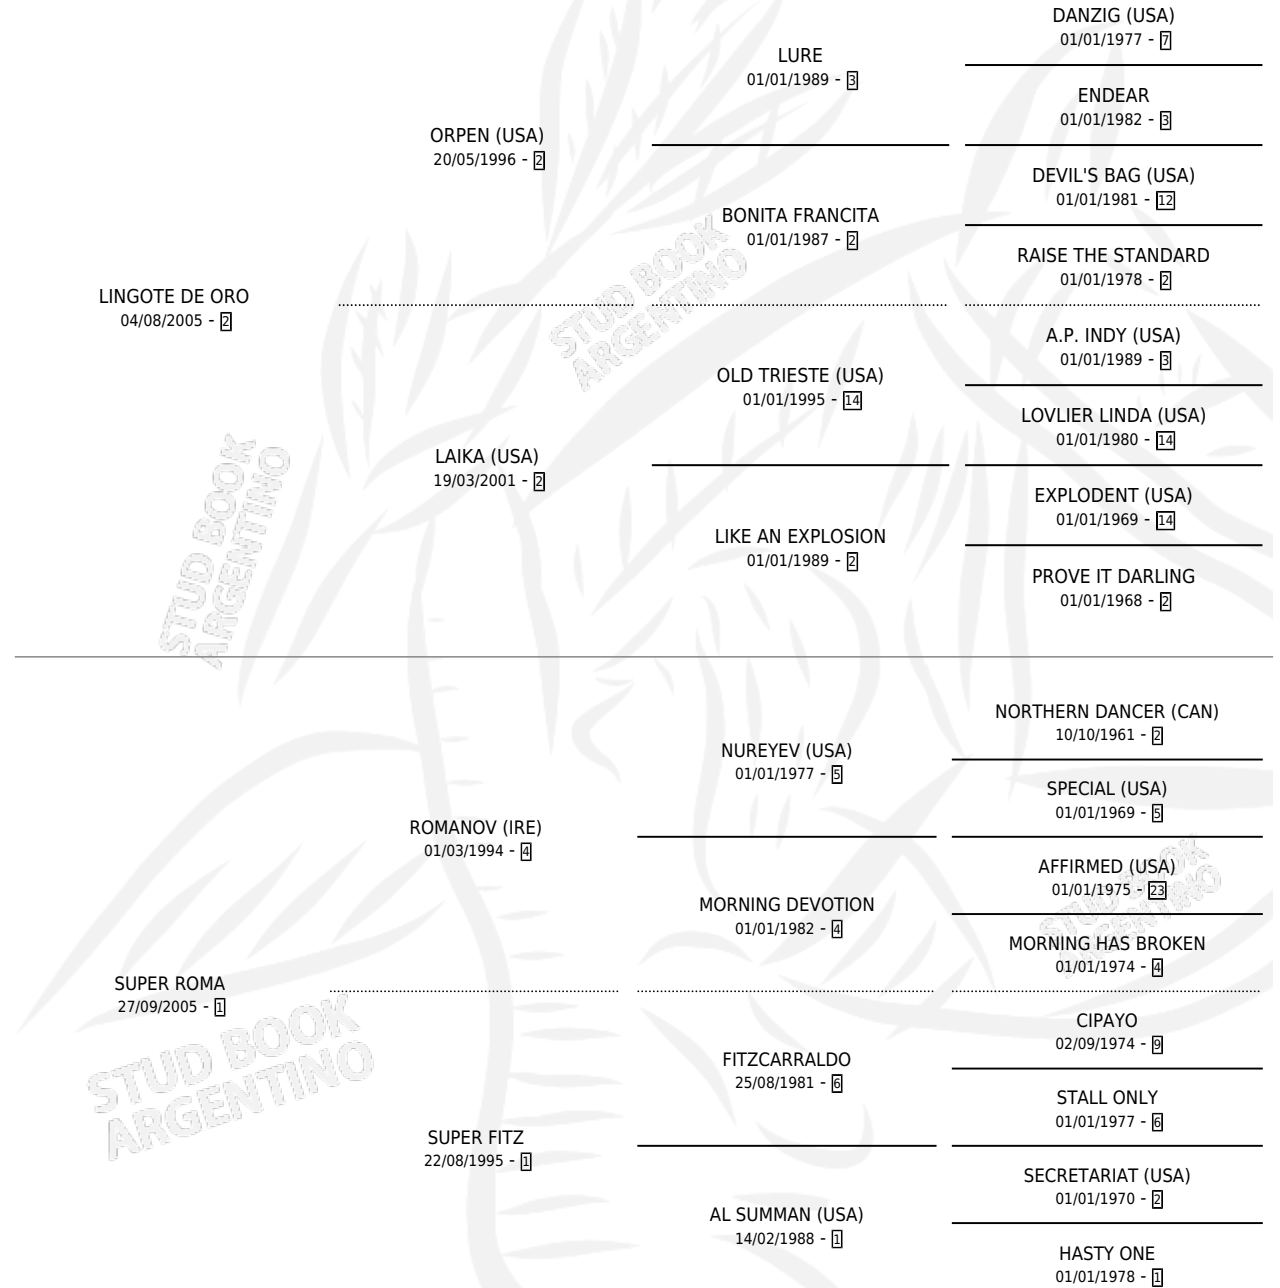 DANZIG (USA)
01/01/1977 - 7
LURE
01/01/1989 - 3
ENDEAR
01/01/1982 - 3
ORPEN (USA)
20/05/1996 - 2
DEVIL'S BAG (USA)
01/01/1981 - 12
BONITA FRANCITA
01/01/1987 - 2
RAISE THE STANDARD
01/01/1978 - 2
LINGOTE DE ORO
04/08/2005 - 2
STUD BOOK
ARGENTINO
A.P. INDY (USA)
01/01/1989 - 3
OLD TRIESTE (USA)
01/01/1995 - 14
LOVLIER LINDA (USA)
01/01/1980 - 14
LAIKA (USA)
19/03/2001 - 2
EXPLODENT (USA)
01/01/1969 - 14
LIKE AN EXPLOSION
01/01/1989 - 2
PROVE IT DARLING
01/01/1968 - 2
STUD BOOK
ARGENTINO
NORTHERN DANCER (CAN)
10/10/1961 - 2
NUREYEV (USA)
01/01/1977 - 5
SPECIAL (USA)
01/01/1969 - 5
ROMANOV (IRE)
01/03/1994 - 4
AFFIRMED (USA)
01/01/1975 - 23
MORNING DEVOTION
01/01/1982 - 4
MORNING HAS BROKEN
01/01/1974 - 4
STUD BOOK
ARGENTINO
SUPER ROMA
27/09/2005 - 1
CIPAYO
02/09/1974 - 9
FITZCARRALDO
25/08/1981 - 6
STALL ONLY
01/01/1977 - 6
STUD BOOK
ARGENTINO
SUPER FITZ
22/08/1995 - 1
SECRETARIAT (USA)
01/01/1970 - 2
AL SUMMAN (USA)
14/02/1988 - 1
HASTY ONE
01/01/1978 - 1